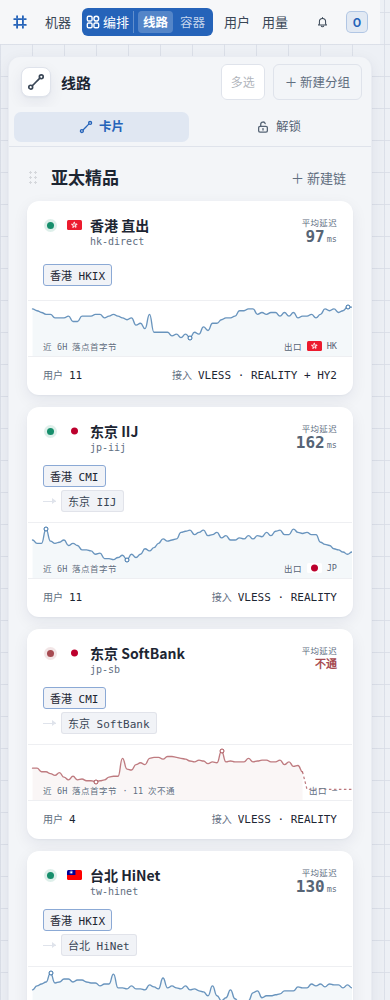 机器 编排 线路 容器 用户 用量 O
线路 多选 ＋ 新建分组
卡片 解锁
亚太精品 ＋ 新建链
香港 直出 平均延迟
hk-direct 97 ms
香港 HKIX
近 6H 落点首字节 出口 HK
用户 11 接入 VLESS · REALITY + HY2
东京 IIJ 平均延迟
jp-iij 162 ms
香港 CMI
东京 IIJ
近 6H 落点首字节 出口 JP
用户 11 接入 VLESS · REALITY
东京 SoftBank 平均延迟
jp-sb 不通
香港 CMI
东京 SoftBank
近 6H 落点首字节 · 11 次不通 出口 —
用户 4 接入 VLESS · REALITY
台北 HiNet 平均延迟
tw-hinet 130 ms
香港 HKIX
台北 HiNet